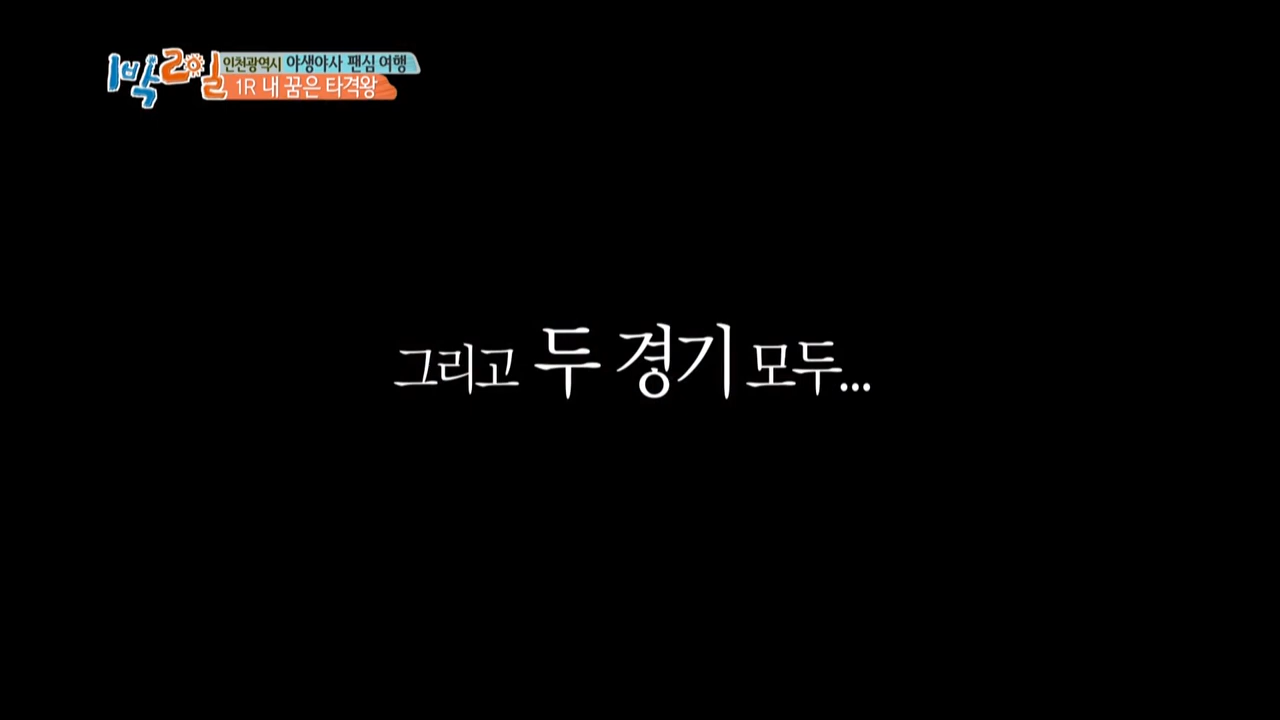 1박2일
인천광역시 야생야사 팬심 여행
1R 내 꿈은 타격왕
그리고 두 경기 모두...